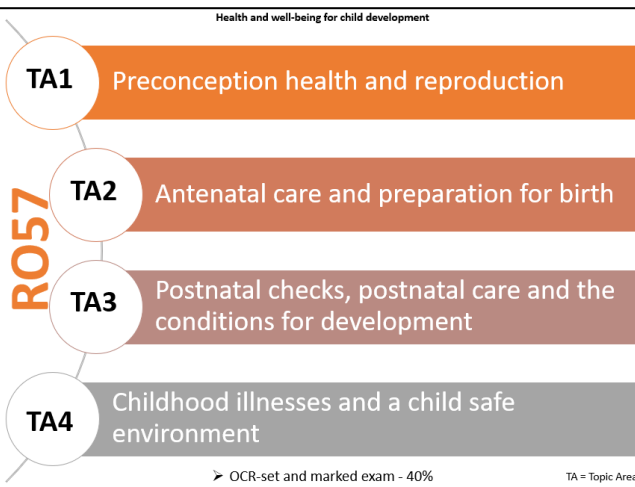 Health and well-being for child development
TA1
Preconception health and reproduction
RO57
TA2
Antenatal care and preparation for birth
TA3
Postnatal checks, postnatal care and the
conditions for development
TA4
Childhood illnesses and a child safe
environment
➢ OCR-set and marked exam - 40%
TA = Topic Area